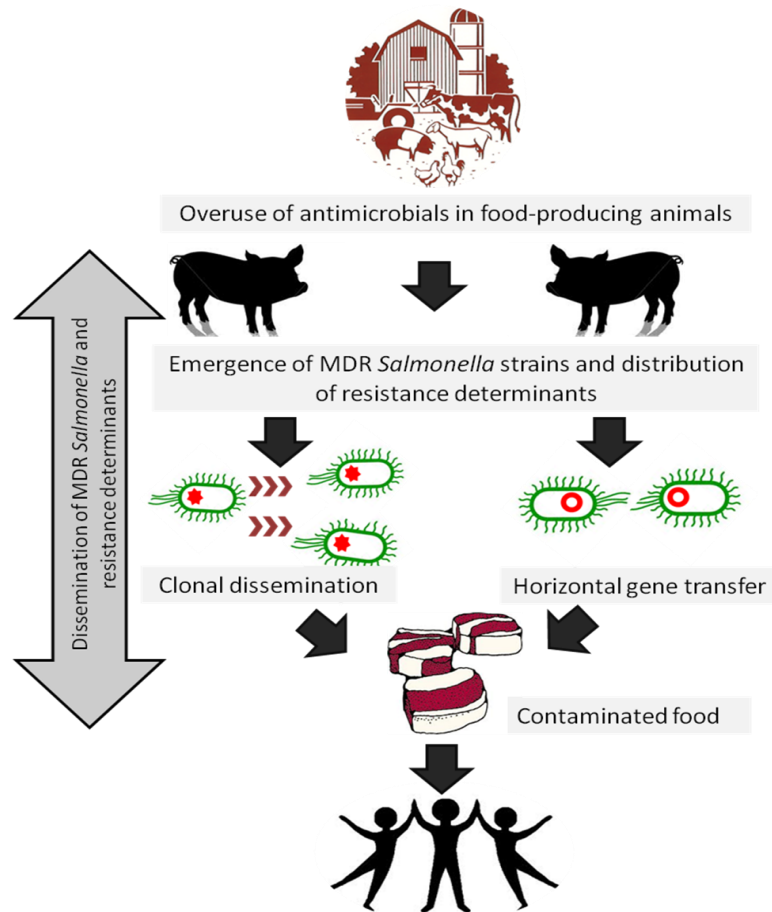 Overuse of antimicrobials in food-producing animals
Emergence of MDR Salmonella strains and distribution
of resistance determinants
Dissemination of MDR Salmonella and
resistance determinants
Clonal dissemination
Horizontal gene transfer
Contaminated food